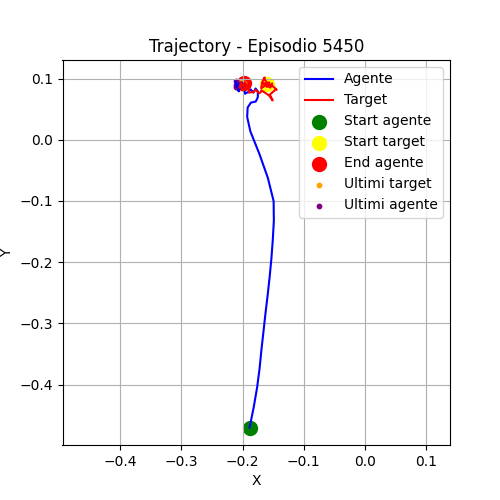 Trajectory - Episodio 5450
Agente
Target
Start agente
Start target
End agente
Ultimi target
Ultimi agente
0.1
0.0
−0.1
−0.2
−0.3
−0.4
Y
−0.4
−0.3
−0.2
−0.1
0.0
0.1
X